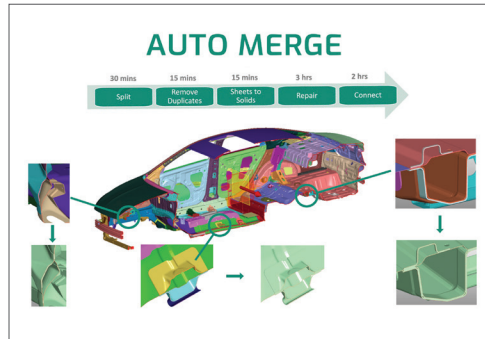 AUTO MERGE
30 mins 15 mins 15 mins 3 hrs 2 hrs
Split
Remove Duplicates
Sheets to Solids
Repair
Connect